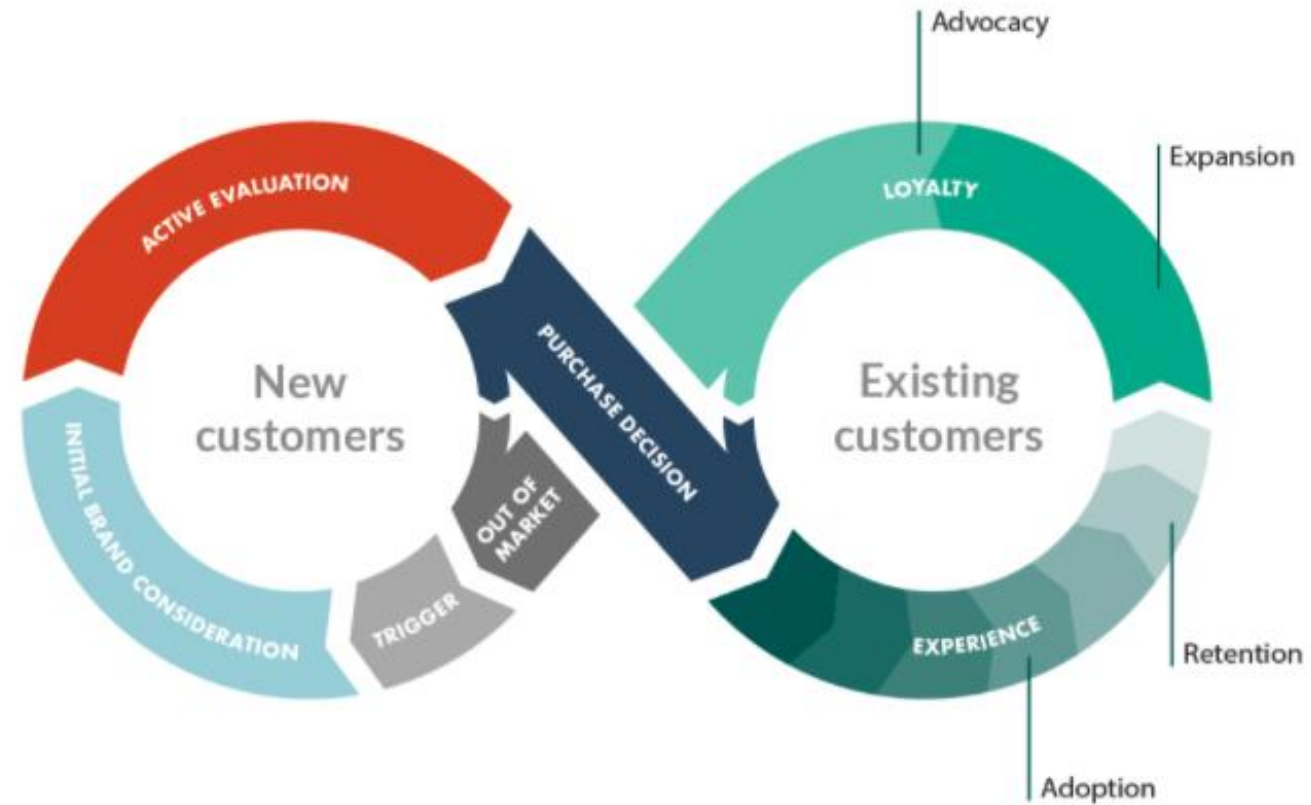 Advocacy
Expansion
ACTIVE EVALUATION
LOYALTY
New
customers
PURCHASE DECISION
Existing
customers
INITIAL BRAND CONSIDERATION
OUT OF
MARKET
TRIGGER
EXPERIENCE
Retention
Adoption